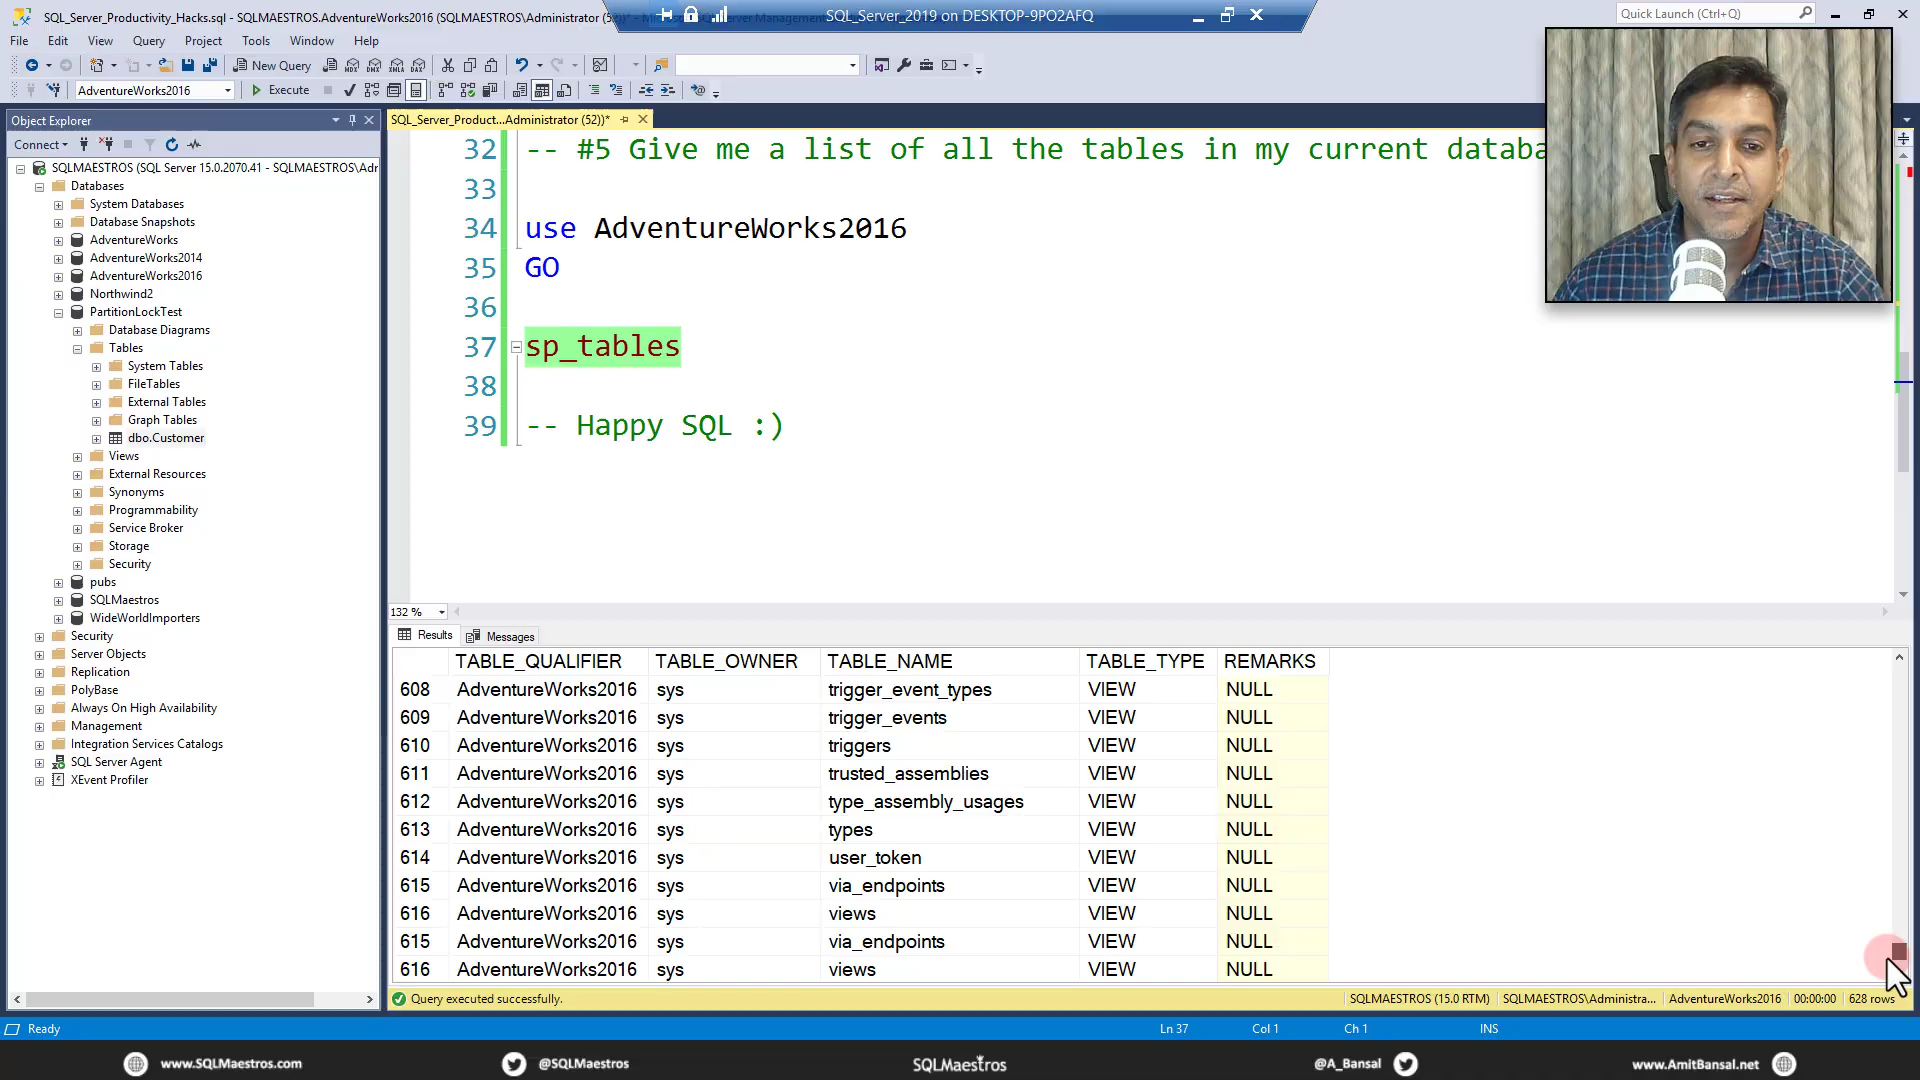 SQL_Server_Productivity_Hacks.sql - SQLMAESTROS.AdventureWorks2016 (SQLMAESTROS\Administrator
SQL_Server_2019 on DESKTOP-9PO2AFQ
Quick Launch (Ctrl+Q)
File Edit View Query Project Tools Window Help
New Query
AdventureWorks2016
Execute
Object Explorer
SQL_Server_Product...Administrator (52))*
Connect
SQLMAESTROS (SQL Server 15.0.2070.41 - SQLMAESTROS\Adr
Databases
System Databases
Database Snapshots
AdventureWorks
AdventureWorks2014
AdventureWorks2016
Northwind2
PartitionLockTest
Database Diagrams
Tables
System Tables
FileTables
External Tables
Graph Tables
dbo.Customer
Views
External Resources
Synonyms
Programmability
Service Broker
Storage
Security
pubs
SQLMaestros
WideWorldImporters
Security
Server Objects
Replication
PolyBase
Always On High Availability
Management
Integration Services Catalogs
SQL Server Agent
XEvent Profiler
32 -- #5 Give me a list of all the tables in my current databa
33
34 use AdventureWorks2016
35 GO
36
37 sp_tables
38
39 -- Happy SQL :)
132 %
Results Messages
TABLE_QUALIFIER TABLE_OWNER TABLE_NAME TABLE_TYPE REMARKS
608 AdventureWorks2016 sys trigger_event_types VIEW NULL
609 AdventureWorks2016 sys trigger_events VIEW NULL
610 AdventureWorks2016 sys triggers VIEW NULL
611 AdventureWorks2016 sys trusted_assemblies VIEW NULL
612 AdventureWorks2016 sys type_assembly_usages VIEW NULL
613 AdventureWorks2016 sys types VIEW NULL
614 AdventureWorks2016 sys user_token VIEW NULL
615 AdventureWorks2016 sys via_endpoints VIEW NULL
616 AdventureWorks2016 sys views VIEW NULL
615 AdventureWorks2016 sys via_endpoints VIEW NULL
616 AdventureWorks2016 sys views VIEW NULL
Query executed successfully.
SQLMAESTROS (15.0 RTM) SQLMAESTROS\Administra... AdventureWorks2016 00:00:00 628 rows
Ready
Ln 37 Col 1 Ch 1 INS
www.SQLMaestros.com @SQLMaestros SQLMaestros @A_Bansal www.AmitBansal.net